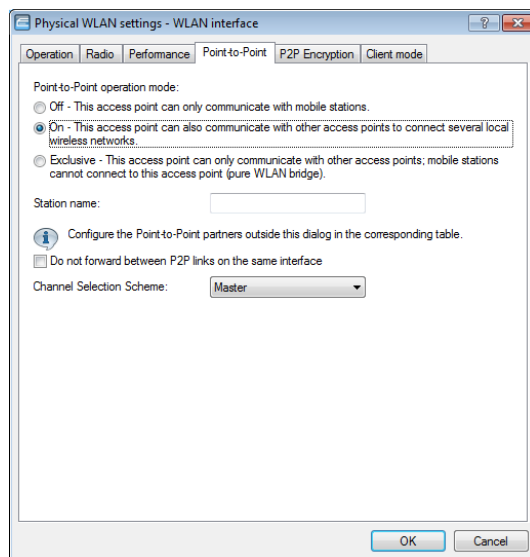 Physical WLAN settings - WLAN interface
Operation Radio Performance Point-to-Point P2P Encryption Client mode
Point-to-Point operation mode:
Off - This access point can only communicate with mobile stations.
On - This access point can also communicate with other access points to connect several local
wireless networks.
Exclusive - This access point can only communicate with other access points; mobile stations
cannot connect to this access point (pure WLAN bridge).
Station name:
Configure the Point-to-Point partners outside this dialog in the corresponding table.
Do not forward between P2P links on the same interface
Channel Selection Scheme: Master
OK Cancel